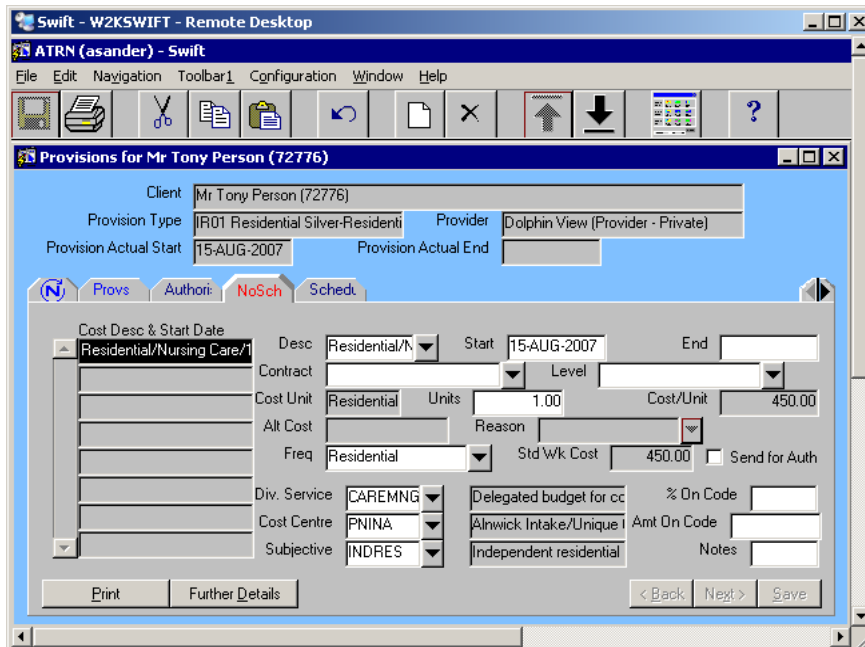 Swift - W2KSWIFT - Remote Desktop
ATRN (asander) - Swift
File Edit Navigation Toolbar1 Configuration Window Help
?
Provisions for Mr Tony Person (72776)
Client Mr Tony Person (72776)
Provision Type IR01 Residential Silver-Residenti Provider Dolphin View (Provider - Private)
Provision Actual Start 15-AUG-2007 Provision Actual End
N Provs Authori: NoSch Schedu
Cost Desc & Start Date
Residential/Nursing Care/1 Desc Residential/N Start 15-AUG-2007 End
Contract Level
Cost Unit Residential Units 1.00 Cost/Unit 450.00
Alt Cost Reason
Freq Residential Std Wk Cost 450.00 Send for Auth
Div. Service CAREMNG Delegated budget for co % On Code
Cost Centre PNINA Alnwick Intake/Unique Amt On Code
Subjective INDRES Independent residential Notes
Print Further Details < Back Next > Save